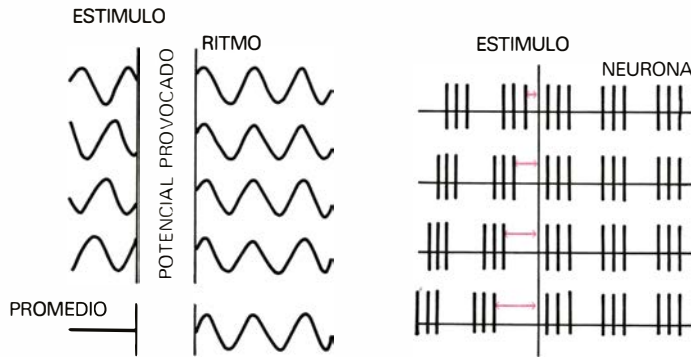 ESTIMULO
POTENCIAL PROVOCADO
RITMO
PROMEDIO
ESTIMULO
NEURONA